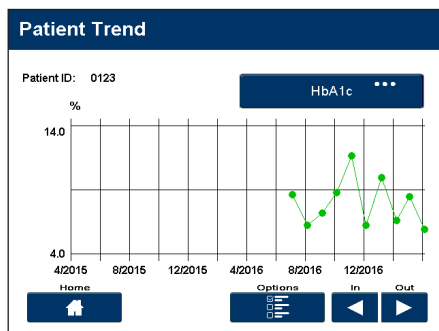 Patient Trend
Patient ID: 0123
HbA1c •••
%
14.0
4.0
4/2015 8/2015 12/2015 4/2016 8/2016 12/2016
Home Options In Out